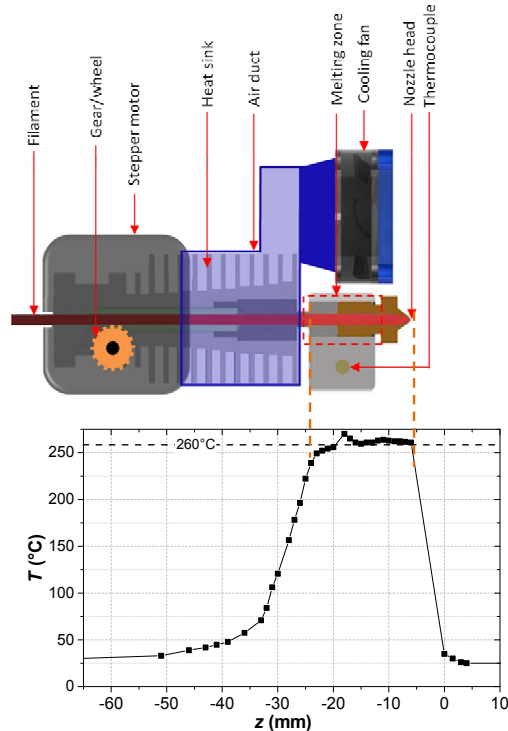 Filament
Gear/wheel
Stepper motor
Heat sink
Air duct
Melting zone
Cooling fan
Nozzle head
Thermocouple
260°C
250
200
150
100
50
0
T (°C)
-60
-50
-40
-30
-20
-10
0
10
z (mm)